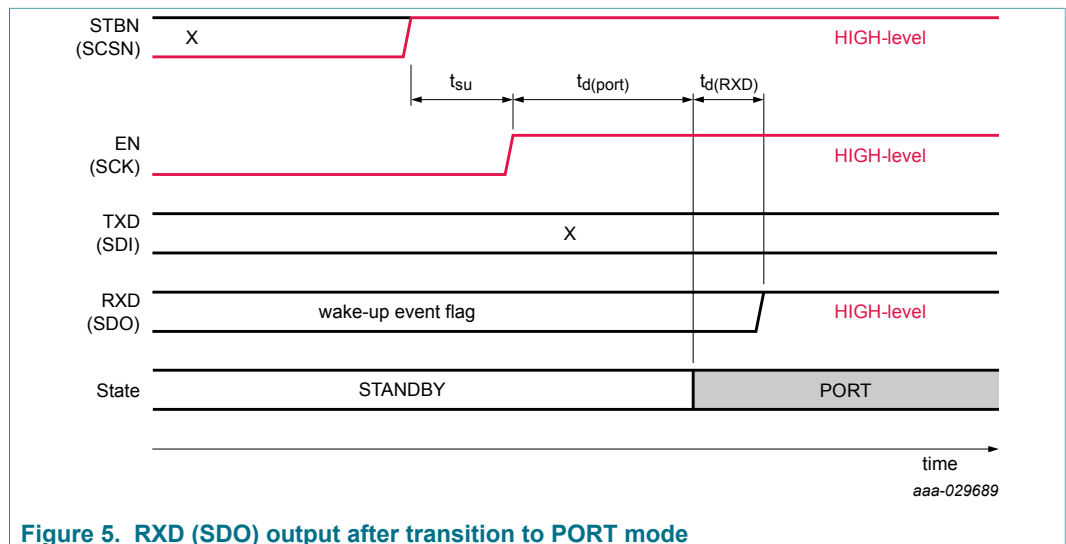 STBN
(SCSN)
X
HIGH-level
tsu
td(port)
td(RXD)
EN
(SCK)
HIGH-level
TXD
(SDI)
X
RXD
(SDO)
wake-up event flag
HIGH-level
State
STANDBY
PORT
time
aaa-029689
Figure 5. RXD (SDO) output after transition to PORT mode